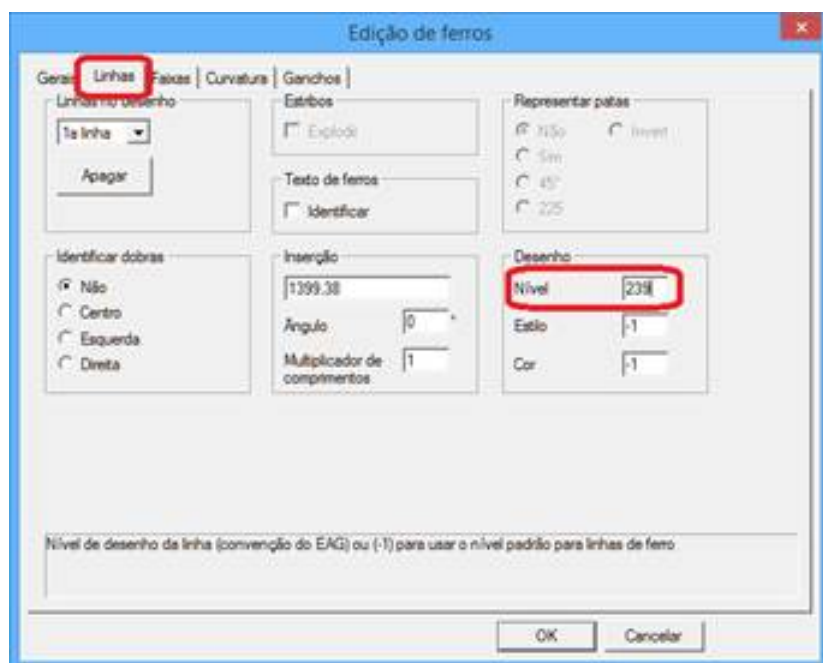 Edição de ferros
Gerais Linhas Faixas Curvatura Ganchos
Linhas no desenho
1a linha
Apagar
Estribos
Explodir
Texto de ferros
Identificar
Representar patas
Não Invert
Sim
45°
225
Identificar dobras
Não
Centro
Esquerda
Direita
Inserção
1399.38
Ângulo 0 °
Multiplicador de comprimentos 1
Desenho
Nível 239
Estilo -1
Cor -1
Nível de desenho da linha (convenção do EAG) ou (-1) para usar o nível padrão para linhas de ferro
OK Cancelar